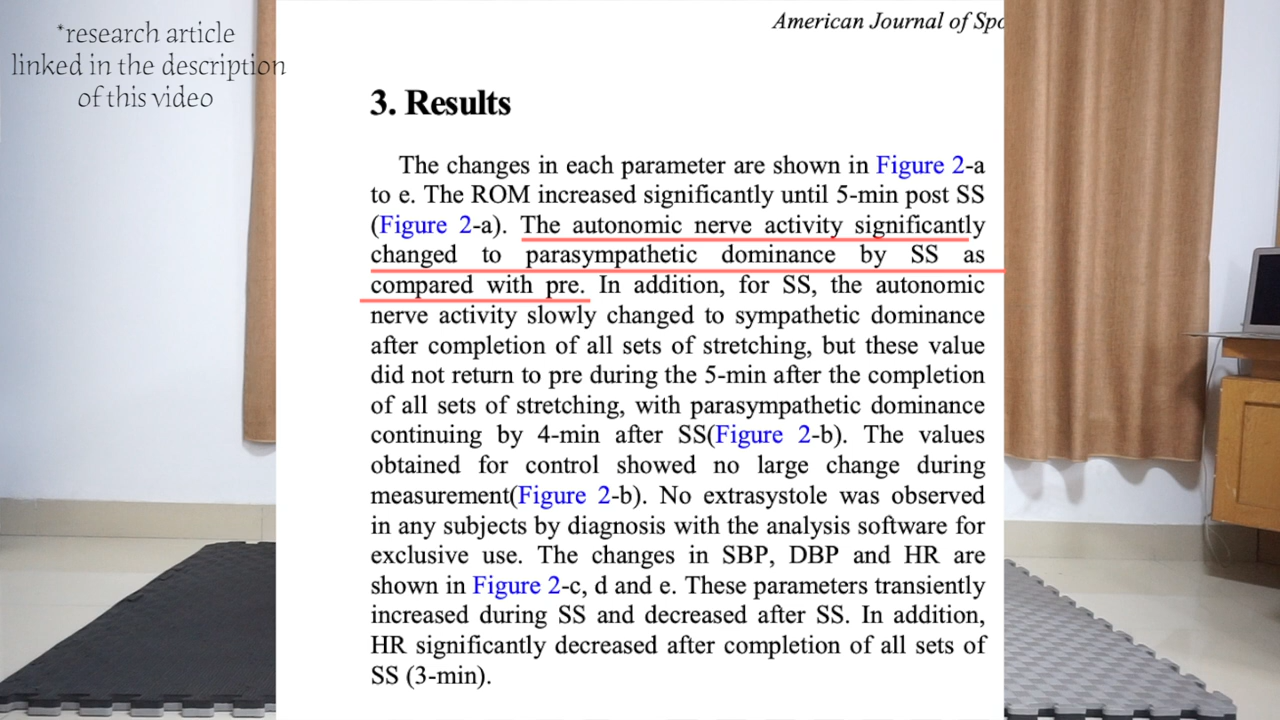 *research article
linked in the description
of this video
American Journal of Spo
3. Results
The changes in each parameter are shown in Figure 2-a
to e. The ROM increased significantly until 5-min post SS
(Figure 2-a). The autonomic nerve activity significantly
changed to parasympathetic dominance by SS as
compared with pre. In addition, for SS, the autonomic
nerve activity slowly changed to sympathetic dominance
after completion of all sets of stretching, but these value
did not return to pre during the 5-min after the completion
of all sets of stretching, with parasympathetic dominance
continuing by 4-min after SS(Figure 2-b). The values
obtained for control showed no large change during
measurement(Figure 2-b). No extrasystole was observed
in any subjects by diagnosis with the analysis software for
exclusive use. The changes in SBP, DBP and HR are
shown in Figure 2-c, d and e. These parameters transiently
increased during SS and decreased after SS. In addition,
HR significantly decreased after completion of all sets of
SS (3-min).